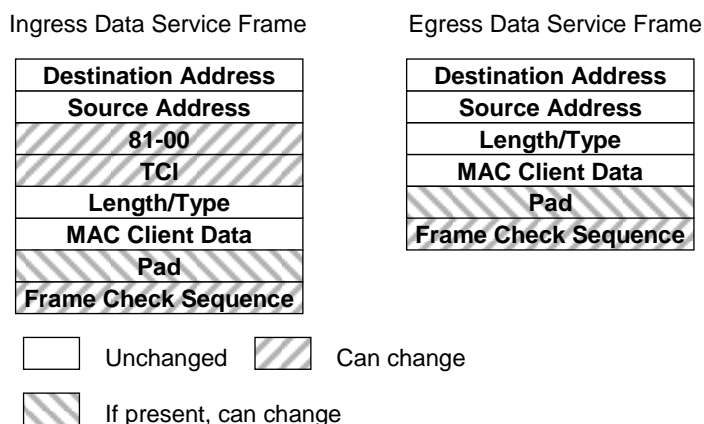 Ingress Data Service Frame
Destination Address
Source Address
81-00
TCI
Length/Type
MAC Client Data
Pad
Frame Check Sequence
Egress Data Service Frame
Destination Address
Source Address
Length/Type
MAC Client Data
Pad
Frame Check Sequence
Unchanged
Can change
If present, can change